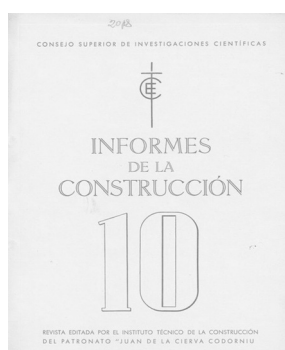 CONSEJO SUPERIOR DE INVESTIGACIONES CIENTÍFICAS
INFORMES
DE LA
CONSTRUCCIÓN
10
REVISTA EDITADA POR EL INSTITUTO TECNICO DE LA CONSTRUCCIÓN
DEL PATRONATO "JUAN DE LA CIERVA CODORNIU